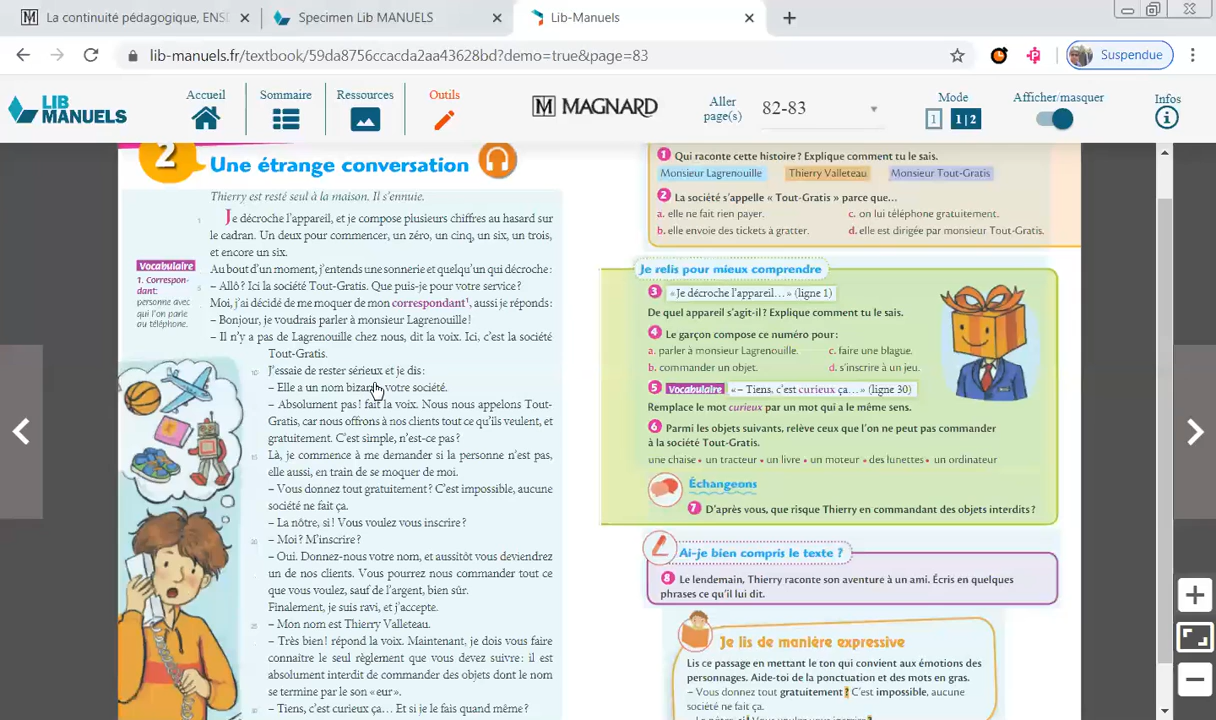 La continuité pédagogique, ENS
Specimen Lib MANUELS
Lib-Manuels
lib-manuels.fr/textbook/59da8756ccacda2aa43628bd?demo=true&page=83
Suspendue
LIB
MANUELS
Accueil
Sommaire
Ressources
Outils
M MAGNARD
Aller
page(s)
82-83
Mode
1
1|2
Afficher/masquer
Infos
2
Une étrange conversation
Thierry est resté seul à la maison. Il s'ennuie.
1
Je décroche l'appareil, et je compose plusieurs chiffres au hasard sur
le cadran. Un deux pour commencer, un zéro, un cinq, un six, un trois,
et encore un six.
Au bout d'un moment, j'entends une sonnerie et quelqu'un qui décroche :
5
– Allô ? Ici la société Tout-Gratis. Que puis-je pour votre service ?
Moi, j'ai décidé de me moquer de mon correspondant¹, aussi je réponds :
– Bonjour, je voudrais parler à monsieur Lagrenouille !
– Il n'y a pas de Lagrenouille chez nous, dit la voix. Ici, c'est la société
Tout-Gratis.
10
J'essaie de rester sérieux et je dis :
– Elle a un nom bizarre votre société.
– Absolument pas ! fait la voix. Nous nous appelons Tout-
Gratis, car nous offrons à nos clients tout ce qu'ils veulent, et
gratuitement. C'est simple, n'est-ce pas ?
15
Là, je commence à me demander si la personne n'est pas,
elle aussi, en train de se moquer de moi.
– Vous donnez tout gratuitement ? C'est impossible, aucune
société ne fait ça.
– La nôtre, si ! Vous voulez vous inscrire ?
20
– Moi ? M'inscrire ?
– Oui. Donnez-nous votre nom, et aussitôt vous deviendrez
un de nos clients. Vous pourrez nous commander tout ce
que vous voulez, sauf de l'argent, bien sûr.
Finalement, je suis ravi, et j'accepte.
25
– Mon nom est Thierry Valleteau.
– Très bien ! répond la voix. Maintenant, je dois vous faire
connaître le seul règlement que vous devez suivre : il est
absolument interdit de commander des objets dont le nom
se termine par le son «eur».
30
– Tiens, c'est curieux ça... Et si je le fais quand même ?
Vocabulaire
1. Correspon-
dant:
personne avec
qui l'on parle
au téléphone.
1 Qui raconte cette histoire ? Explique comment tu le sais.
Monsieur Lagrenouille
Thierry Valleteau
Monsieur Tout-Gratis
2 La société s'appelle « Tout-Gratis » parce que...
a. elle ne fait rien payer.
c. on lui téléphone gratuitement.
b. elle envoie des tickets à gratter.
d. elle est dirigée par monsieur Tout-Gratis.
Je relis pour mieux comprendre
3 «Je décroche l'appareil...» (ligne 1)
De quel appareil s'agit-il ? Explique comment tu le sais.
4 Le garçon compose ce numéro pour :
a. parler à monsieur Lagrenouille.
c. faire une blague.
b. commander un objet.
d. s'inscrire à un jeu.
5 Vocabulaire «– Tiens, c'est curieux ça...» (ligne 30)
Remplace le mot curieux par un mot qui a le même sens.
6 Parmi les objets suivants, relève ceux que l'on ne peut pas commander
à la société Tout-Gratis.
une chaise • un tracteur • un livre • un moteur • des lunettes • un ordinateur
Échangeons
7 D'après vous, que risque Thierry en commandant des objets interdits ?
Ai-je bien compris le texte ?
8 Le lendemain, Thierry raconte son aventure à un ami. Écris en quelques
phrases ce qu'il lui dit.
Je lis de manière expressive
Lis ce passage en mettant le ton qui convient aux émotions des
personnages. Aide-toi de la ponctuation et des mots en gras.
– Vous donnez tout gratuitement ? C'est impossible, aucune
société ne fait ça.
– La nôtre, si ! Vous voulez vous inscrire ?